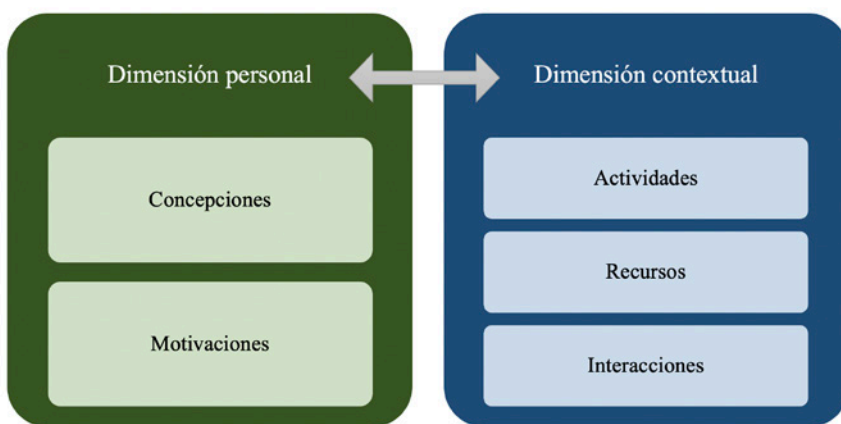 Dimensión personal
Concepciones
Motivaciones
Dimensión contextual
Actividades
Recursos
Interacciones